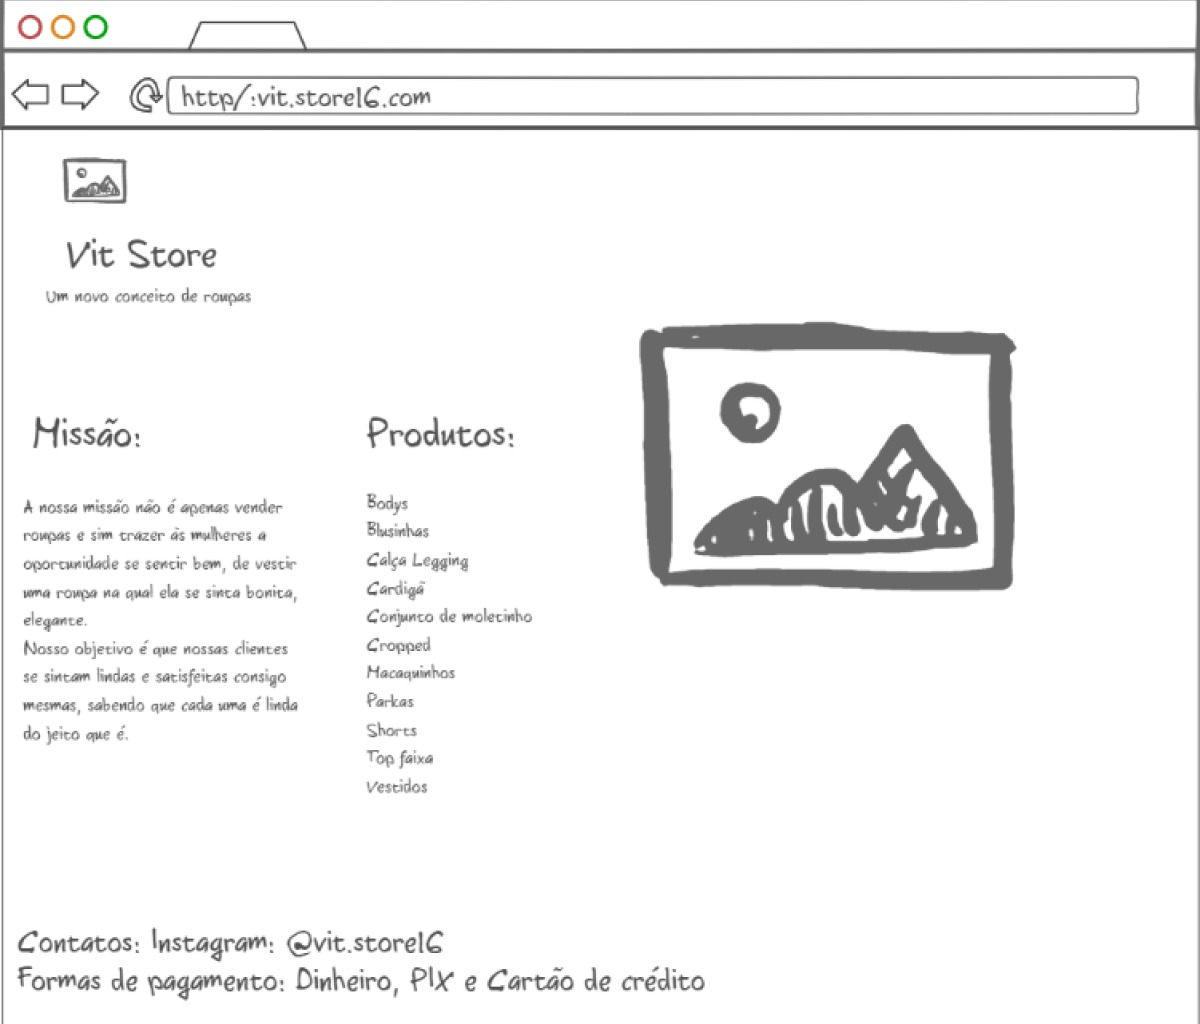 http/:vit.store16.com
Vit Store
Um novo conceito de roupas
Missão:
A nossa missão não é apenas vender
roupas e sim trazer às mulheres a
oportunidade se sentir bem, de vestir
uma roupa na qual ela se sinta bonita,
elegante.
Nosso objetivo é que nossas clientes
se sintam lindas e satisfeitas consigo
mesmas, sabendo que cada uma é linda
do jeito que é.
Produtos:
Bodys
Blusinhas
Calça Legging
Cardigã
Conjunto de moletinho
Cropped
Macaquinhos
Parkas
Shorts
Top faixa
Vestidos
Contatos: Instagram: @vit.store16
Formas de pagamento: Dinheiro, PIX e Cartão de crédito